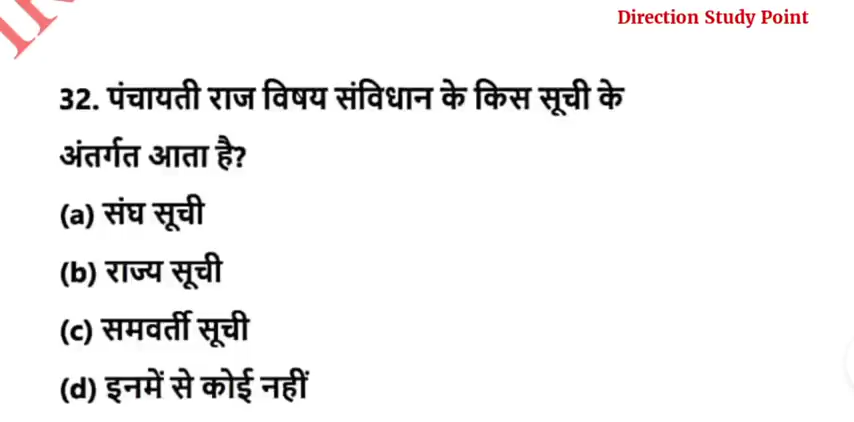 Direction Study Point
32. पंचायती राज विषय संविधान के किस सूची के
अंतर्गत आता है?
(a) संघ सूची
(b) राज्य सूची
(c) समवर्ती सूची
(d) इनमें से कोई नहीं